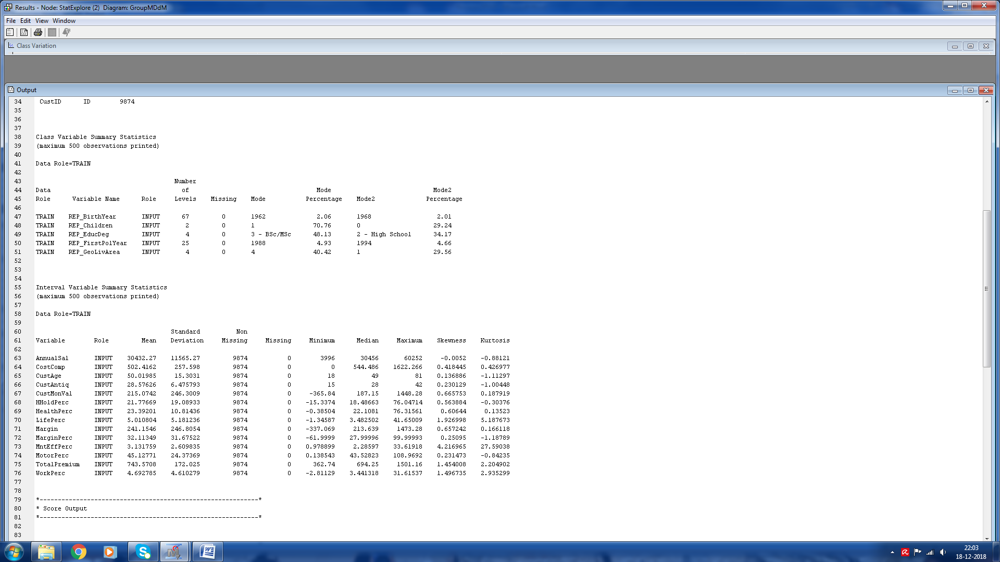 Results - Node: StatExplore (2)  Diagram: GroupMDdM
File Edit View Window
Class Variation
Output
34 CustID ID 9874
35
36
37
38 Class Variable Summary Statistics
39 (maximum 500 observations printed)
40
41 Data Role=TRAIN
42
43 Number
44 Data of Mode Mode2
45 Role Variable Name Role Levels Missing Mode Percentage Mode2 Percentage
46
47 TRAIN REP_BirthYear INPUT 67 0 1962 2.06 1968 2.01
48 TRAIN REP_Children INPUT 2 0 1 70.76 0 29.24
49 TRAIN REP_EducDeg INPUT 4 0 3 - BSc/MSc 48.13 2 - High School 34.17
50 TRAIN REP_FirstPolYear INPUT 25 0 1988 4.93 1994 4.66
51 TRAIN REP_GeoLivArea INPUT 4 0 4 40.42 1 29.56
52
53
54
55 Interval Variable Summary Statistics
56 (maximum 500 observations printed)
57
58 Data Role=TRAIN
59
60 Standard Non
61 Variable Role Mean Deviation Missing Missing Minimum Median Maximum Skewness Kurtosis
62
63 AnnualSal INPUT 30432.27 11565.27 9874 0 3996 30456 60252 -0.0052 -0.88121
64 CostComp INPUT 502.4162 257.598 9874 0 0 544.486 1622.266 0.418445 0.426977
65 CustAge INPUT 50.01985 15.3031 9874 0 18 49 81 0.136886 -1.11297
66 CustAntiq INPUT 28.57626 6.475793 9874 0 15 28 42 0.230129 -1.00448
67 CustMonVal INPUT 215.0742 246.3009 9874 0 -365.84 187.15 1448.28 0.665753 0.187919
68 HHoldPerc INPUT 21.77669 19.08933 9874 0 -15.3374 18.48663 76.04714 0.563884 -0.30376
69 HealthPerc INPUT 23.39201 10.81436 9874 0 -0.38504 22.1081 76.31561 0.60644 0.13523
70 LifePerc INPUT 5.010804 5.181236 9874 0 -1.34587 3.482502 41.65009 1.926998 5.187673
71 Margin INPUT 241.1546 246.8054 9874 0 -337.069 213.639 1473.28 0.657242 0.166118
72 MarginPerc INPUT 32.11349 31.67522 9874 0 -61.9999 27.99996 99.99993 0.25095 -1.18789
73 MntEffPerc INPUT 3.131759 2.609835 9874 0 0.978899 2.28597 33.61918 4.216965 27.59038
74 MotorPerc INPUT 45.12771 24.37369 9874 0 0.138543 43.52823 108.9692 0.231473 -0.84235
75 TotalPremium INPUT 743.5708 172.025 9874 0 362.74 694.25 1501.16 1.454008 2.204902
76 WorkPerc INPUT 4.692785 4.610279 9874 0 -2.81129 3.441318 31.61537 1.496735 2.935299
77
78
79 *------------------------------------------------------------*
80 * Score Output
81 *------------------------------------------------------------*
82
83
22:03
18-12-2018